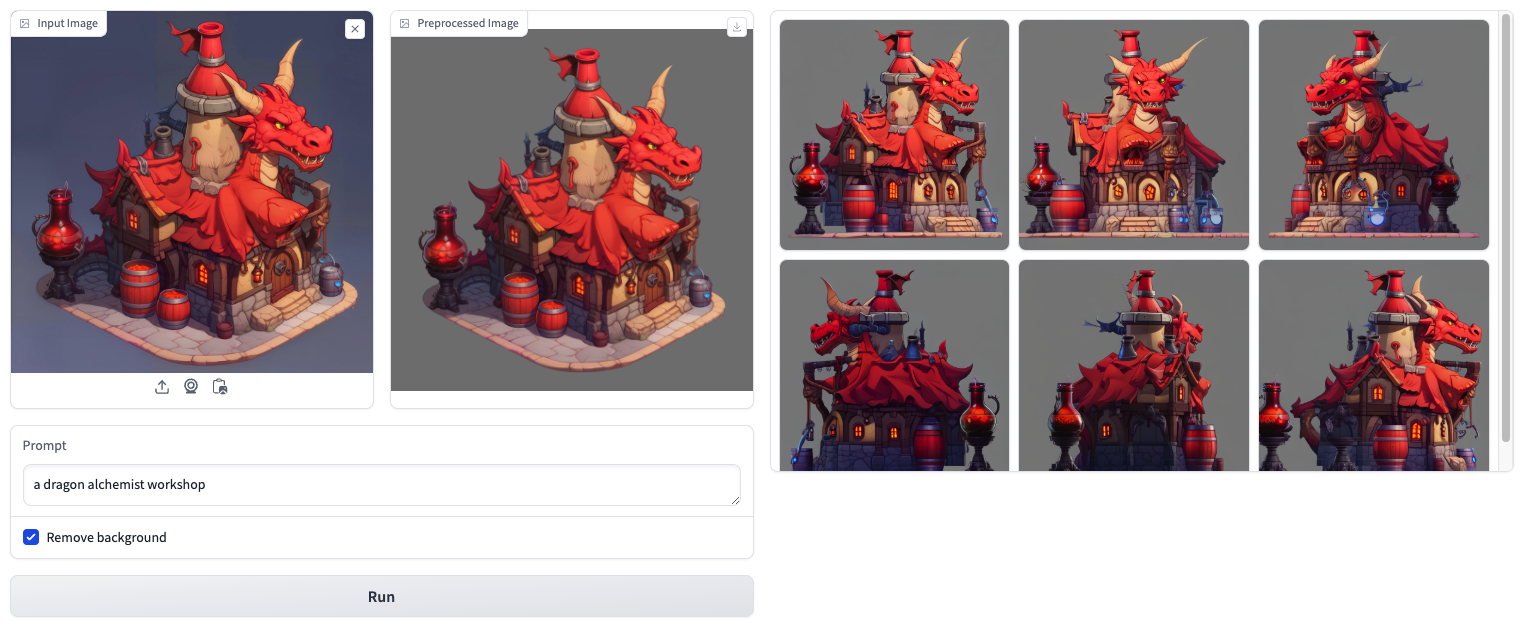 Input Image
Preprocessed Image
Prompt
a dragon alchemist workshop
Remove background
Run